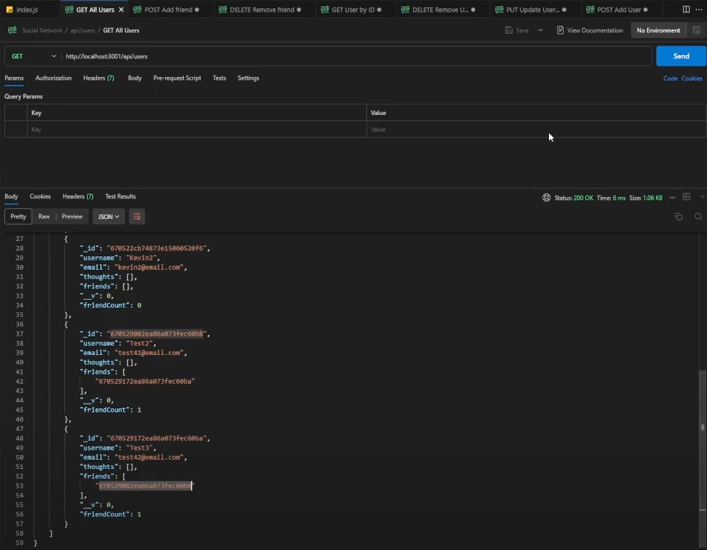 index.js GET Get All Users POST Add friend DELETE Remove friend GET User by ID DELETE Remove U... PUT Update User... POST Add User
Social Network / api/users / GET All Users Save View Documentation No Environment
GET http://localhost:3001/api/users Send
Params Authorization Headers (7) Body Pre-request Script Tests Settings Code Cookies
Query Params
Key Value
Key Value
Body Cookies Headers (7) Test Results Status: 200 OK Time: 6 ms Size: 1.06 KB
Pretty Raw Preview JSON
27 {
28 "_id": "670522cb74873e15060520f6",
29 "username": "Kevin2",
30 "email": "kevin2@email.com",
31 "thoughts": [],
32 "friends": [],
33 "__v": 0,
34 "friendCount": 0
35 },
36 {
37 "_id": "670529082ea86a073fec60b8",
38 "username": "Test2",
39 "email": "test41@email.com",
40 "thoughts": [],
41 "friends": [
42 "670529172ea86a073fec60ba"
43 ],
44 "__v": 0,
45 "friendCount": 1
46 },
47 {
48 "_id": "670529172ea86a073fec60ba",
49 "username": "Test3",
50 "email": "test42@email.com",
51 "thoughts": [],
52 "friends": [
53 "670529082ea86a073fec60b8"
54 ],
55 "__v": 0,
56 "friendCount": 1
57 }
58 ]
59 }